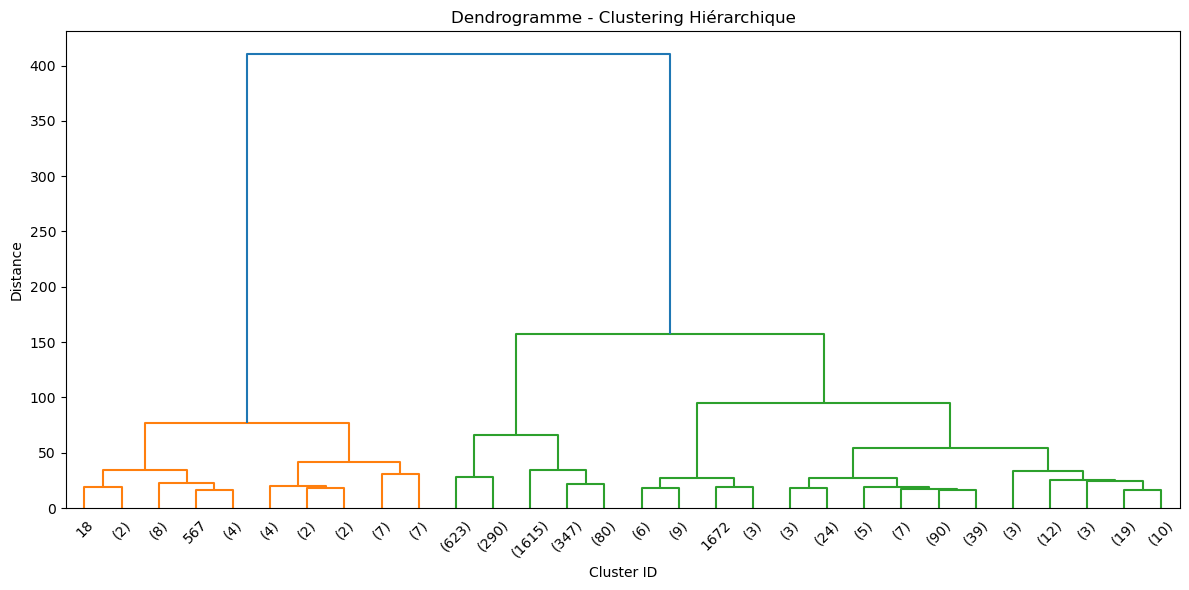 Dendrogramme - Clustering Hiérarchique
400
350
300
250
200
150
100
50
0
Distance
18 (2) (8) 567 (4) (4) (2) (2) (7) (7) (623) (290) (1615) (347) (80) (6) (9) 1672 (3) (3) (24) (5) (7) (90) (39) (3) (12) (3) (19) (10)
Cluster ID